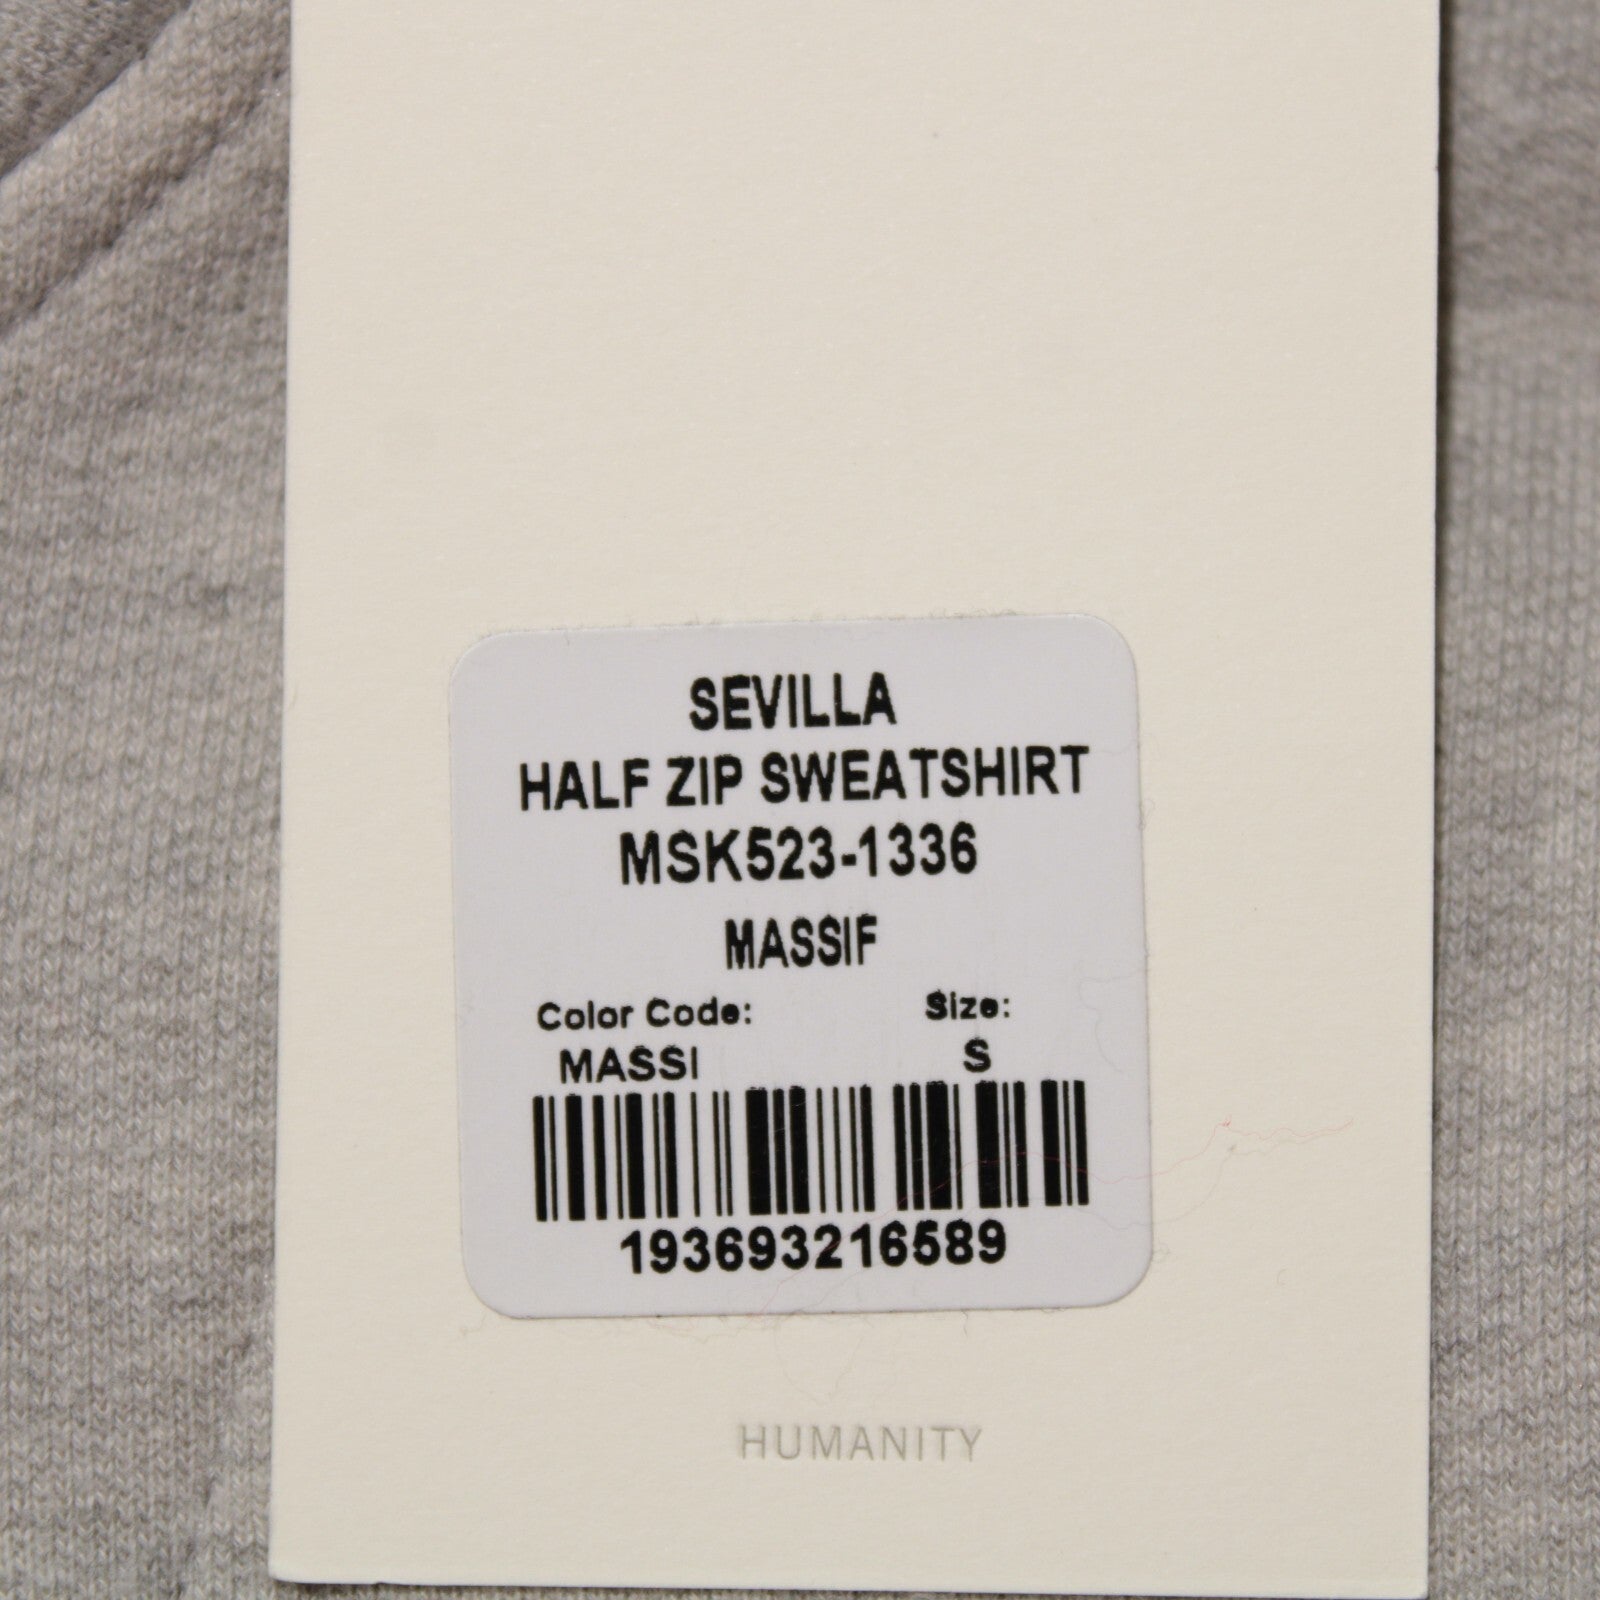 SEVILLA
HALF ZIP SWEATSHIRT
MSK523-1336
MASSIF
Color Code: Size:
MASSI S
193693216589
HUMANITY